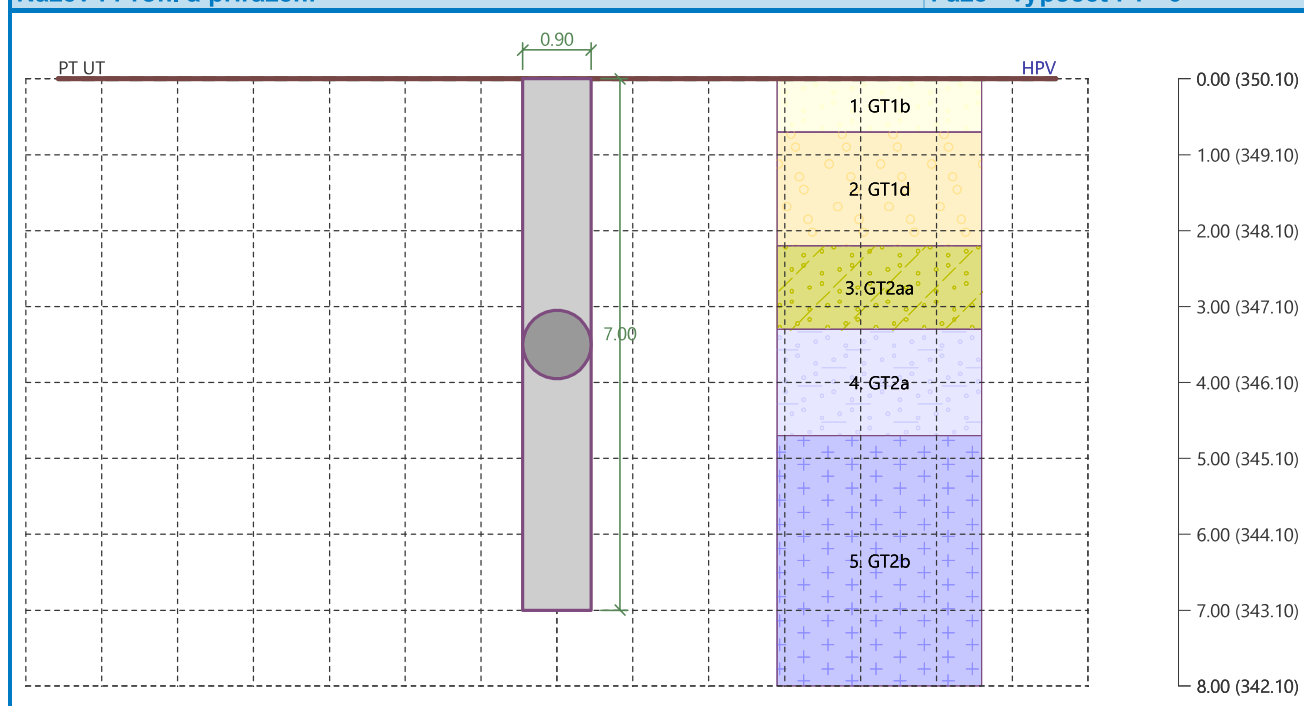 0.90
PT UT
HPV
0.00 (350.10)
1. GT1b
1.00 (349.10)
2. GT1d
2.00 (348.10)
3. GT2aa
3.00 (347.10)
7.00
4.00 (346.10)
4. GT2a
5.00 (345.10)
6.00 (344.10)
5. GT2b
7.00 (343.10)
8.00 (342.10)